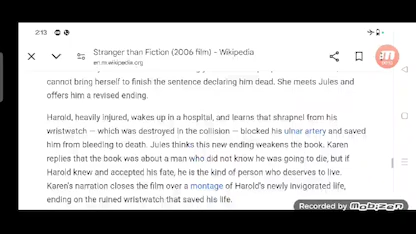 2:13
Stranger than Fiction (2006 film) - Wikipedia
en.m.wikipedia.org
cannot bring herself to finish the sentence declaring him dead. She meets Jules and
offers him a revised ending.
Harold, heavily injured, wakes up in a hospital, and learns that shrapnel from his
wristwatch — which was destroyed in the collision — blocked his ulnar artery and saved
him from bleeding to death. Jules thinks this new ending weakens the book. Karen
replies that the book was about a man who did not know he was going to die, but if
Harold knew and accepted his fate, he is the kind of person who deserves to live.
Karen's narration closes the film over a montage of Harold's newly invigorated life,
ending on the ruined wristwatch that saved his life.
Recorded by Mobizen